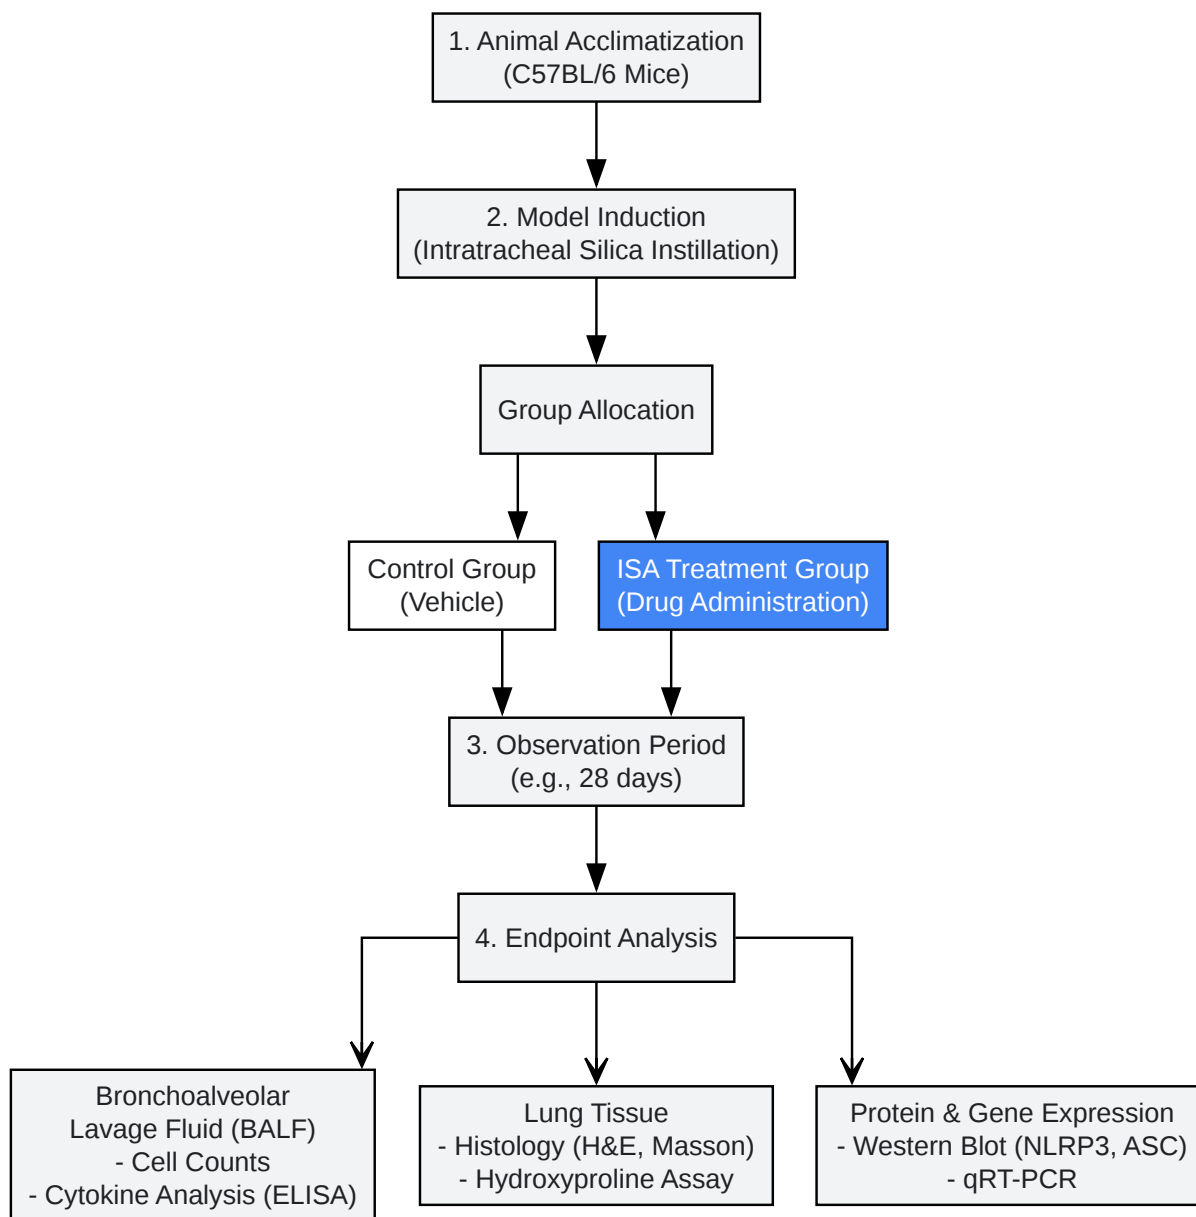 1. Animal Acclimatization
(C57BL/6 Mice)
2. Model Induction
(Intratracheal Silica Instillation)
Group Allocation
Control Group
(Vehicle)
ISA Treatment Group
(Drug Administration)
3. Observation Period
(e.g., 28 days)
4. Endpoint Analysis
Bronchoalveolar
Lavage Fluid (BALF)
- Cell Counts
- Cytokine Analysis (ELISA)
Lung Tissue
- Histology (H&E, Masson)
- Hydroxyproline Assay
Protein & Gene Expression
- Western Blot (NLRP3, ASC)
- qRT-PCR